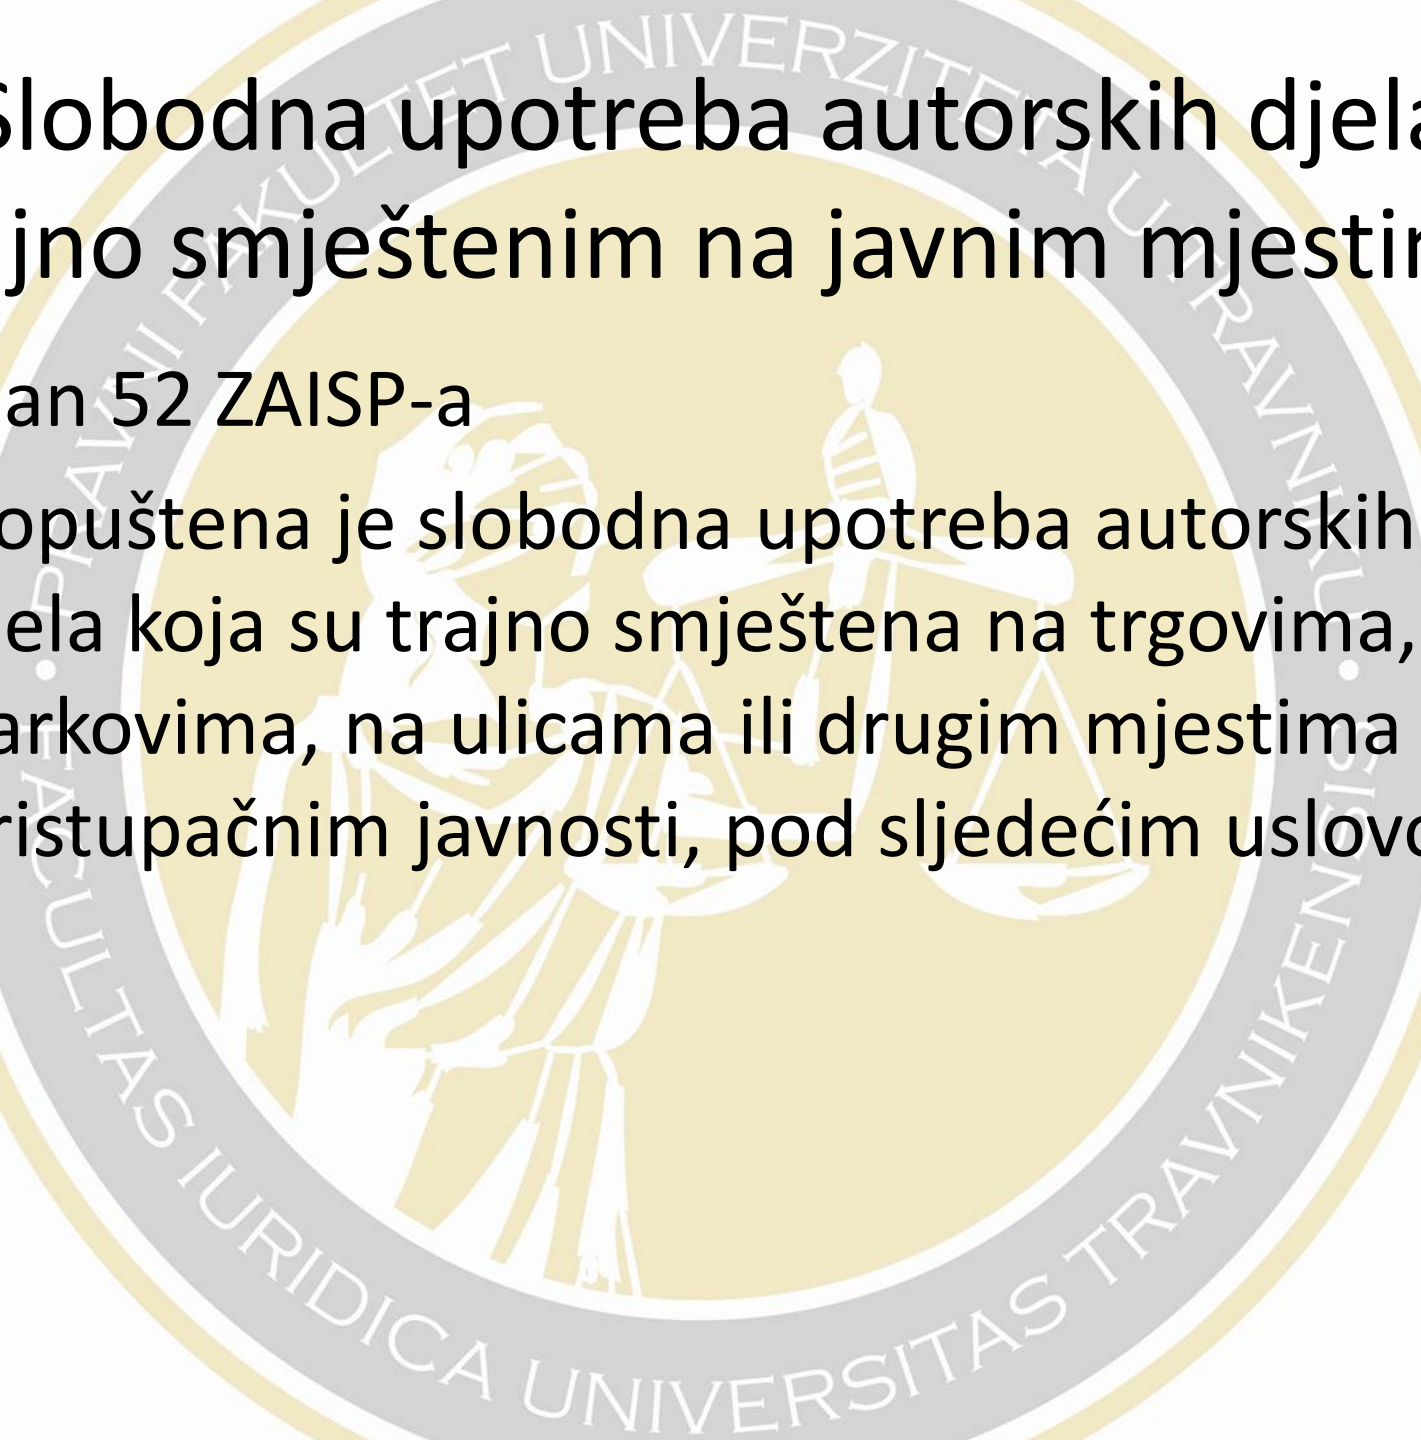 Slobodna upotreba autorskih djela
jno smještenim na javnim mjestim
an 52 ZAISP-a
opuštena je slobodna upotreba autorskih
ela koja su trajno smještena na trgovima,
arkovima, na ulicama ili drugim mjestima
ristupačnim javnosti, pod sljedećim uslovo
PRAVNI FAKULTET UNIVERZITETA U TRAVNIKU
FACULTAS IURIDICA UNIVERSITAS TRAVNIKENSIS